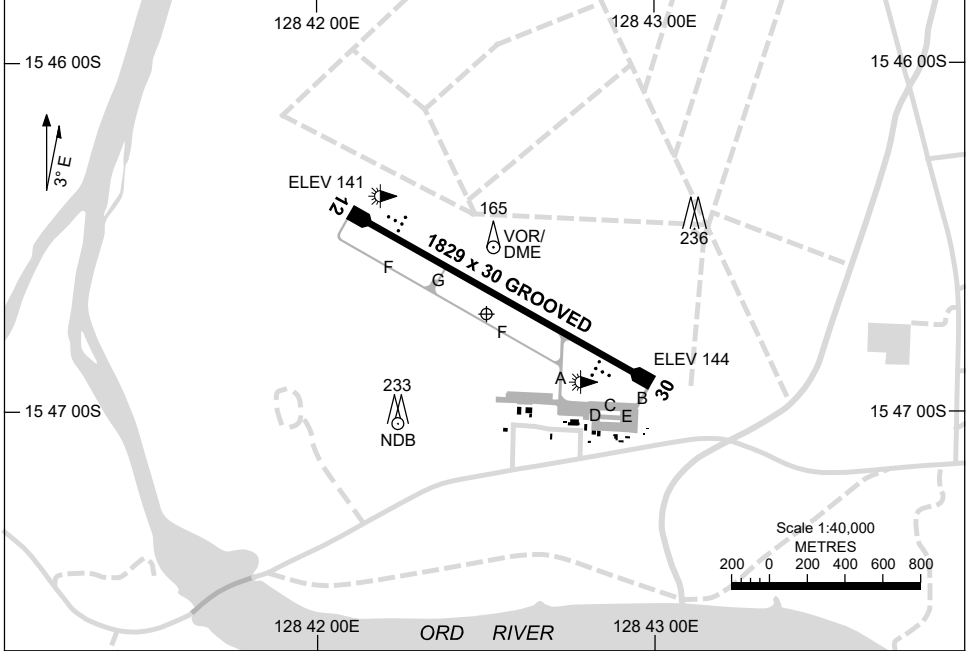 128 42 00E
128 43 00E
15 46 00S
15 46 00S
3° E
ELEV 141
12
165
VOR/
DME
236
1829 x 30 GROOVED
F
G
F
ELEV 144
30
A
B
C
D
E
233
NDB
15 47 00S
15 47 00S
Scale 1:40,000
METRES
200 0 200 400 600 800
128 42 00E
ORD RIVER
128 43 00E